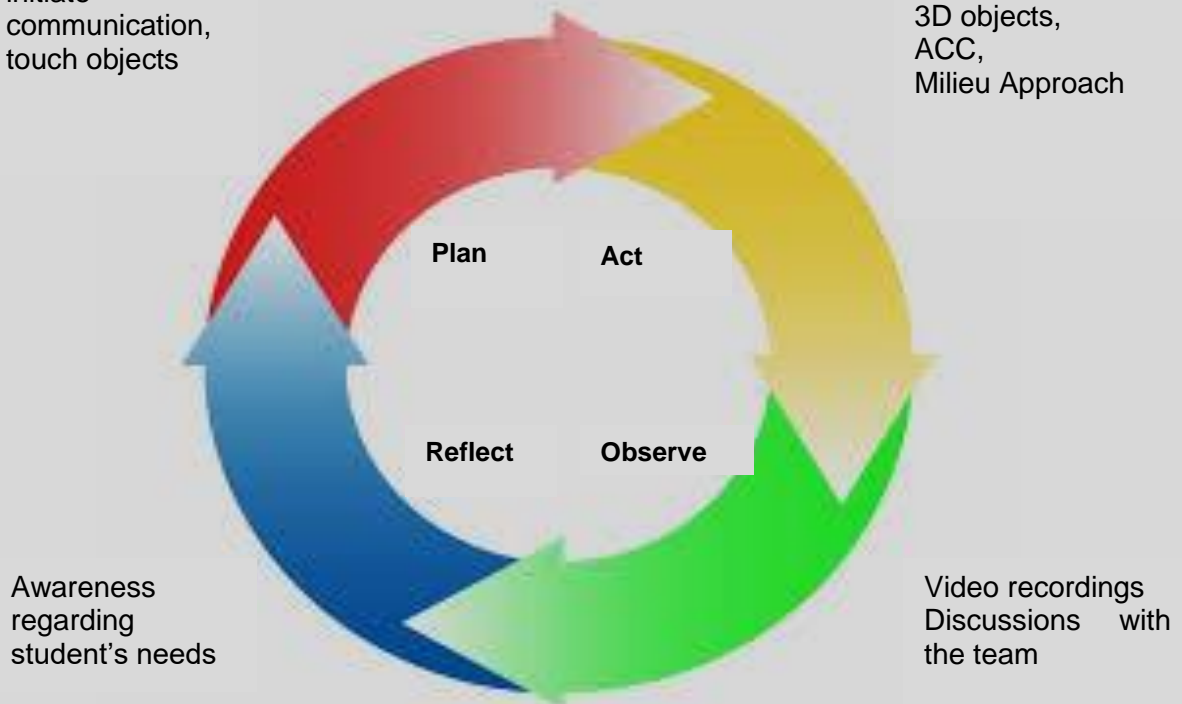 communication,
touch objects
3D objects,
ACC,
Milieu Approach
Plan
Act
Reflect
Observe
Awareness
regarding
student's needs
Video recordings
Discussions with
the team